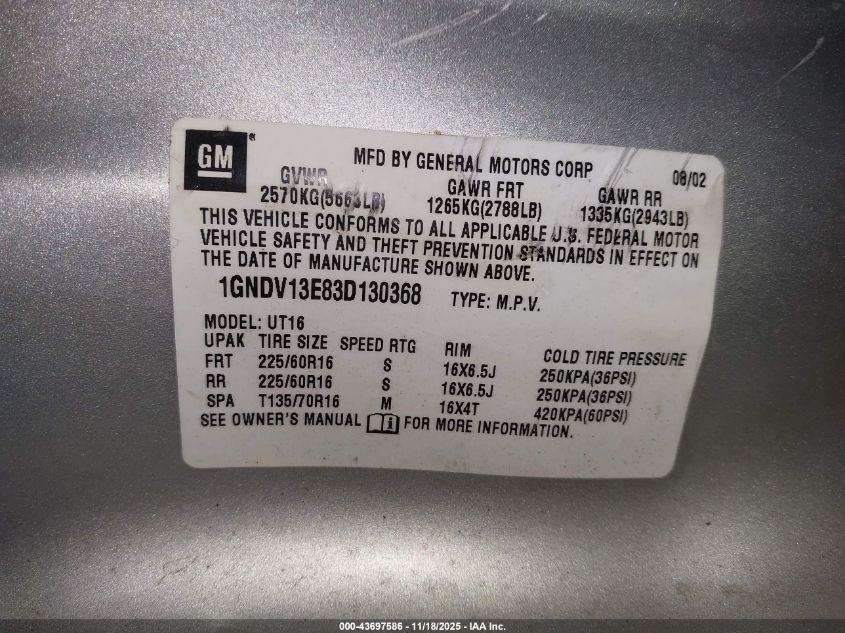 GM
MFD BY GENERAL MOTORS CORP 08/02
GVWR GAWR FRT GAWR RR
2570KG(5663LB) 1265KG(2788LB) 1335KG(2943LB)
THIS VEHICLE CONFORMS TO ALL APPLICABLE U.S. FEDERAL MOTOR
VEHICLE SAFETY AND THEFT PREVENTION STANDARDS IN EFFECT ON
THE DATE OF MANUFACTURE SHOWN ABOVE.
1GNDV13E83D130368 TYPE: M.P.V.
MODEL: UT16
UPAK TIRE SIZE SPEED RTG RIM COLD TIRE PRESSURE
FRT 225/60R16 S 16X6.5J 250KPA(36PSI)
RR 225/60R16 S 16X6.5J 250KPA(36PSI)
SPA T135/70R16 M 16X4T 420KPA(60PSI)
SEE OWNER'S MANUAL i FOR MORE INFORMATION.
000-43697586 - 11/18/2025 - IAA Inc.